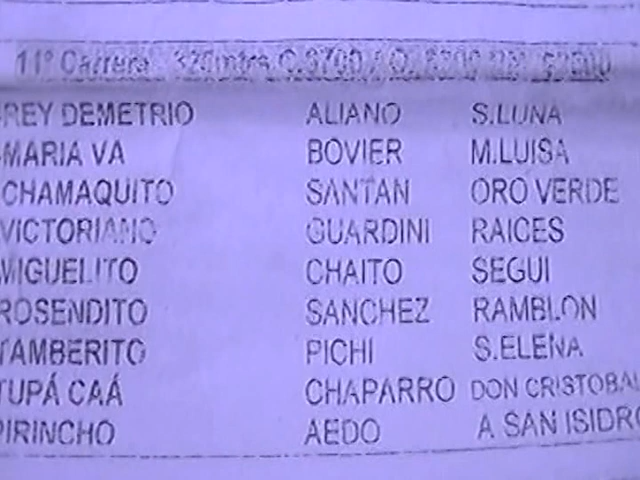 11º Carrera 320mtrs
REY DEMETRIO ALIANO S.LUNA
MARIA VA BOVIER M.LUISA
CHAMAQUITO SANTAN ORO VERDE
VICTORIANO GUARDINI RAICES
MIGUELITO CHAITO SEGUI
ROSENDITO SANCHEZ RAMBLON
TAMBERITO PICHI S.ELENA
TUPÁ CAÁ CHAPARRO DON CRISTOBAL
PIRINCHO AEDO A SAN ISIDRO